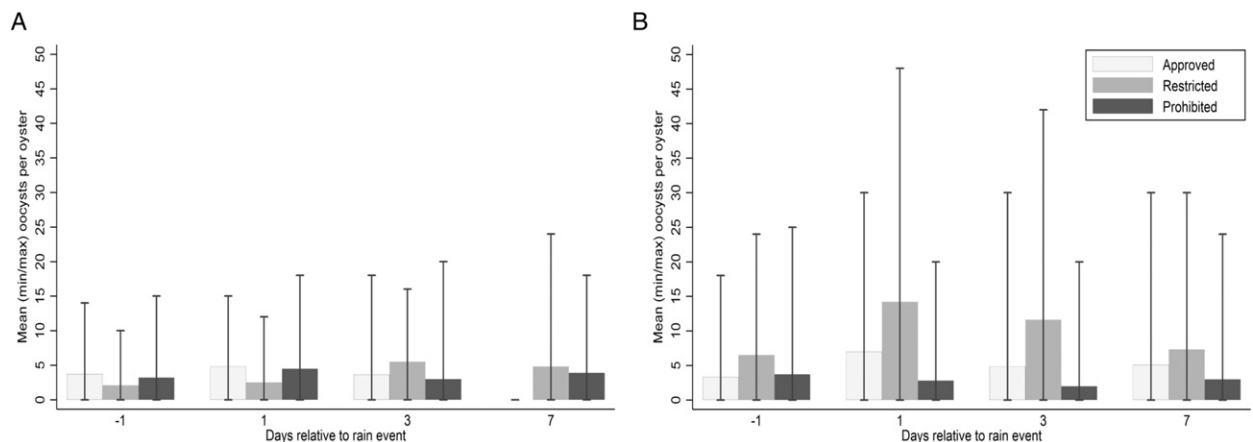 A
Mean (min/max) oocysts per oyster
50
45
40
35
30
25
20
15
10
5
0
-1 1 3 7
Days relative to rain event
B
Mean (min/max) oocysts per oyster
50
45
40
35
30
25
20
15
10
5
0
-1 1 3 7
Days relative to rain event
Approved
Restricted
Prohibited